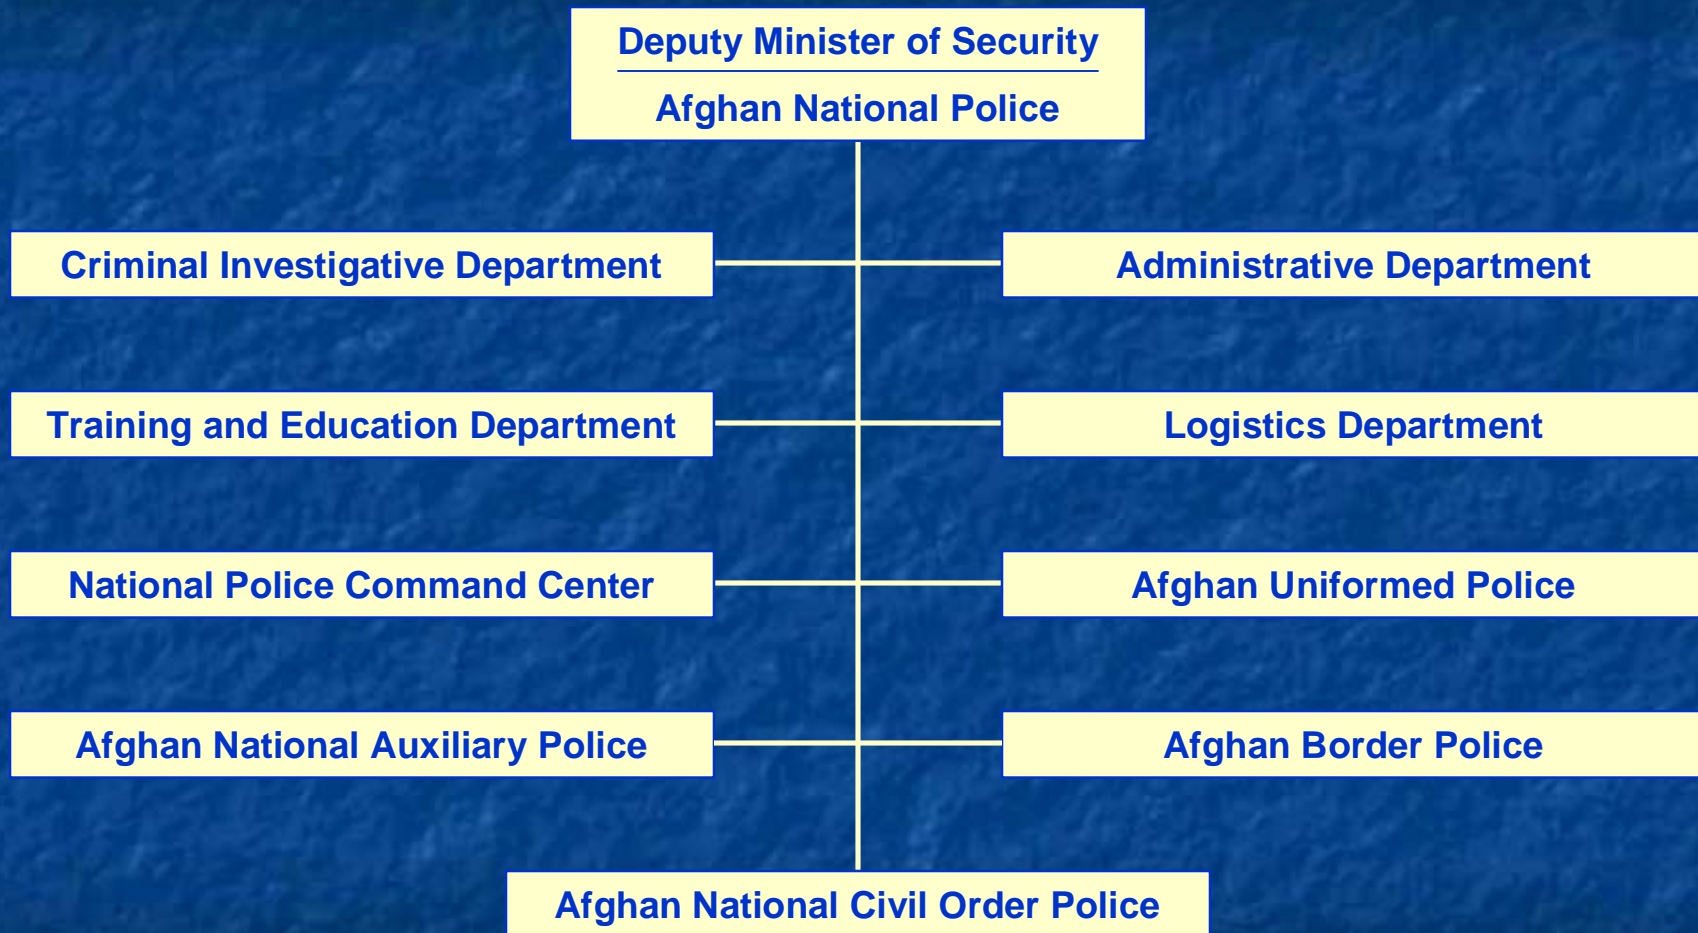 Deputy Minister of Security
Afghan National Police
Criminal Investigative Department
Administrative Department
Training and Education Department
Logistics Department
National Police Command Center
Afghan Uniformed Police
Afghan National Auxiliary Police
Afghan Border Police
Afghan National Civil Order Police